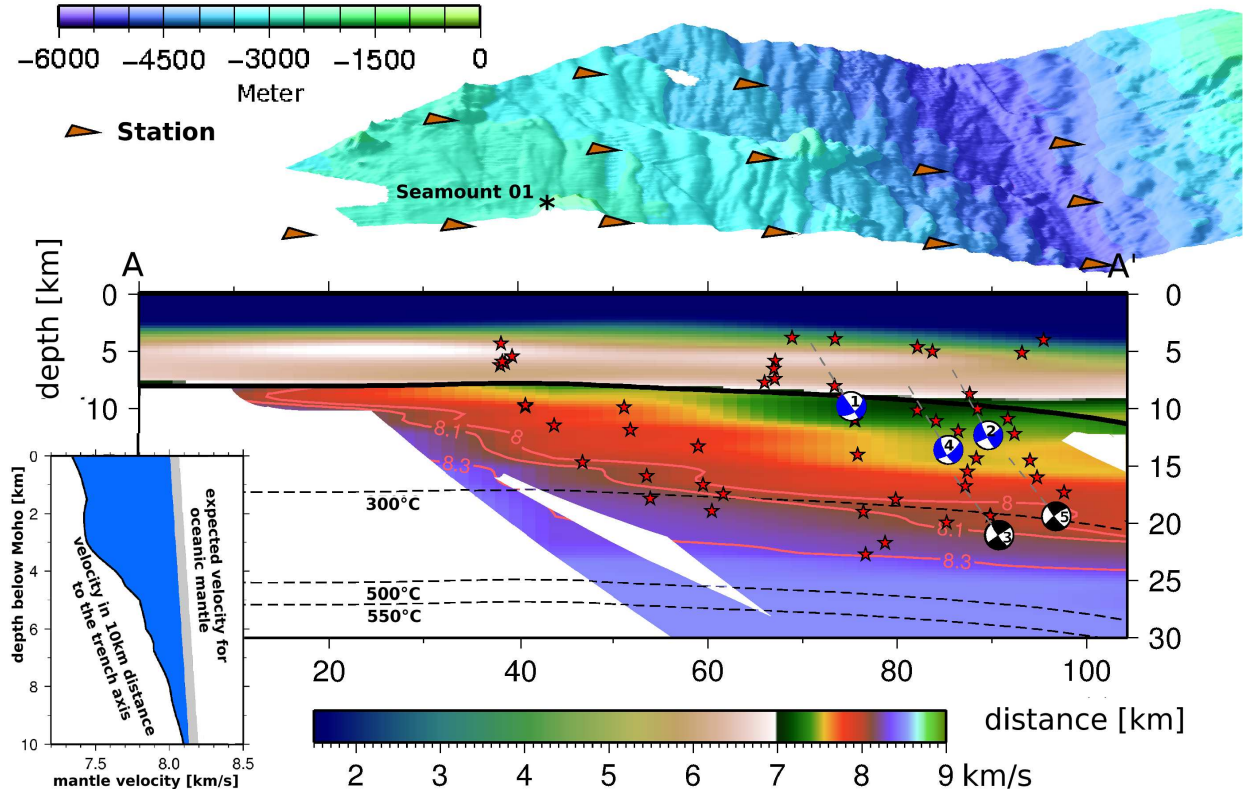 −6000 −4500 −3000 −1500 0
Meter
Station
Seamount 01 *
A A'
depth [km]
0 0
5 5
10 10
15
20
25
30
1
2
4
5
3
8.1 8
8.3
8
8.1
8.3
300°C
500°C
550°C
20 40 60 80 100
distance [km]
2 3 4 5 6 7 8 9 km/s
depth below Moho [km]
0
2
4
6
8
10
velocity in 10km distance
to the trench axis
expected velocity for
oceanic mantle
7.5 8.0 8.5
mantle velocity [km/s]